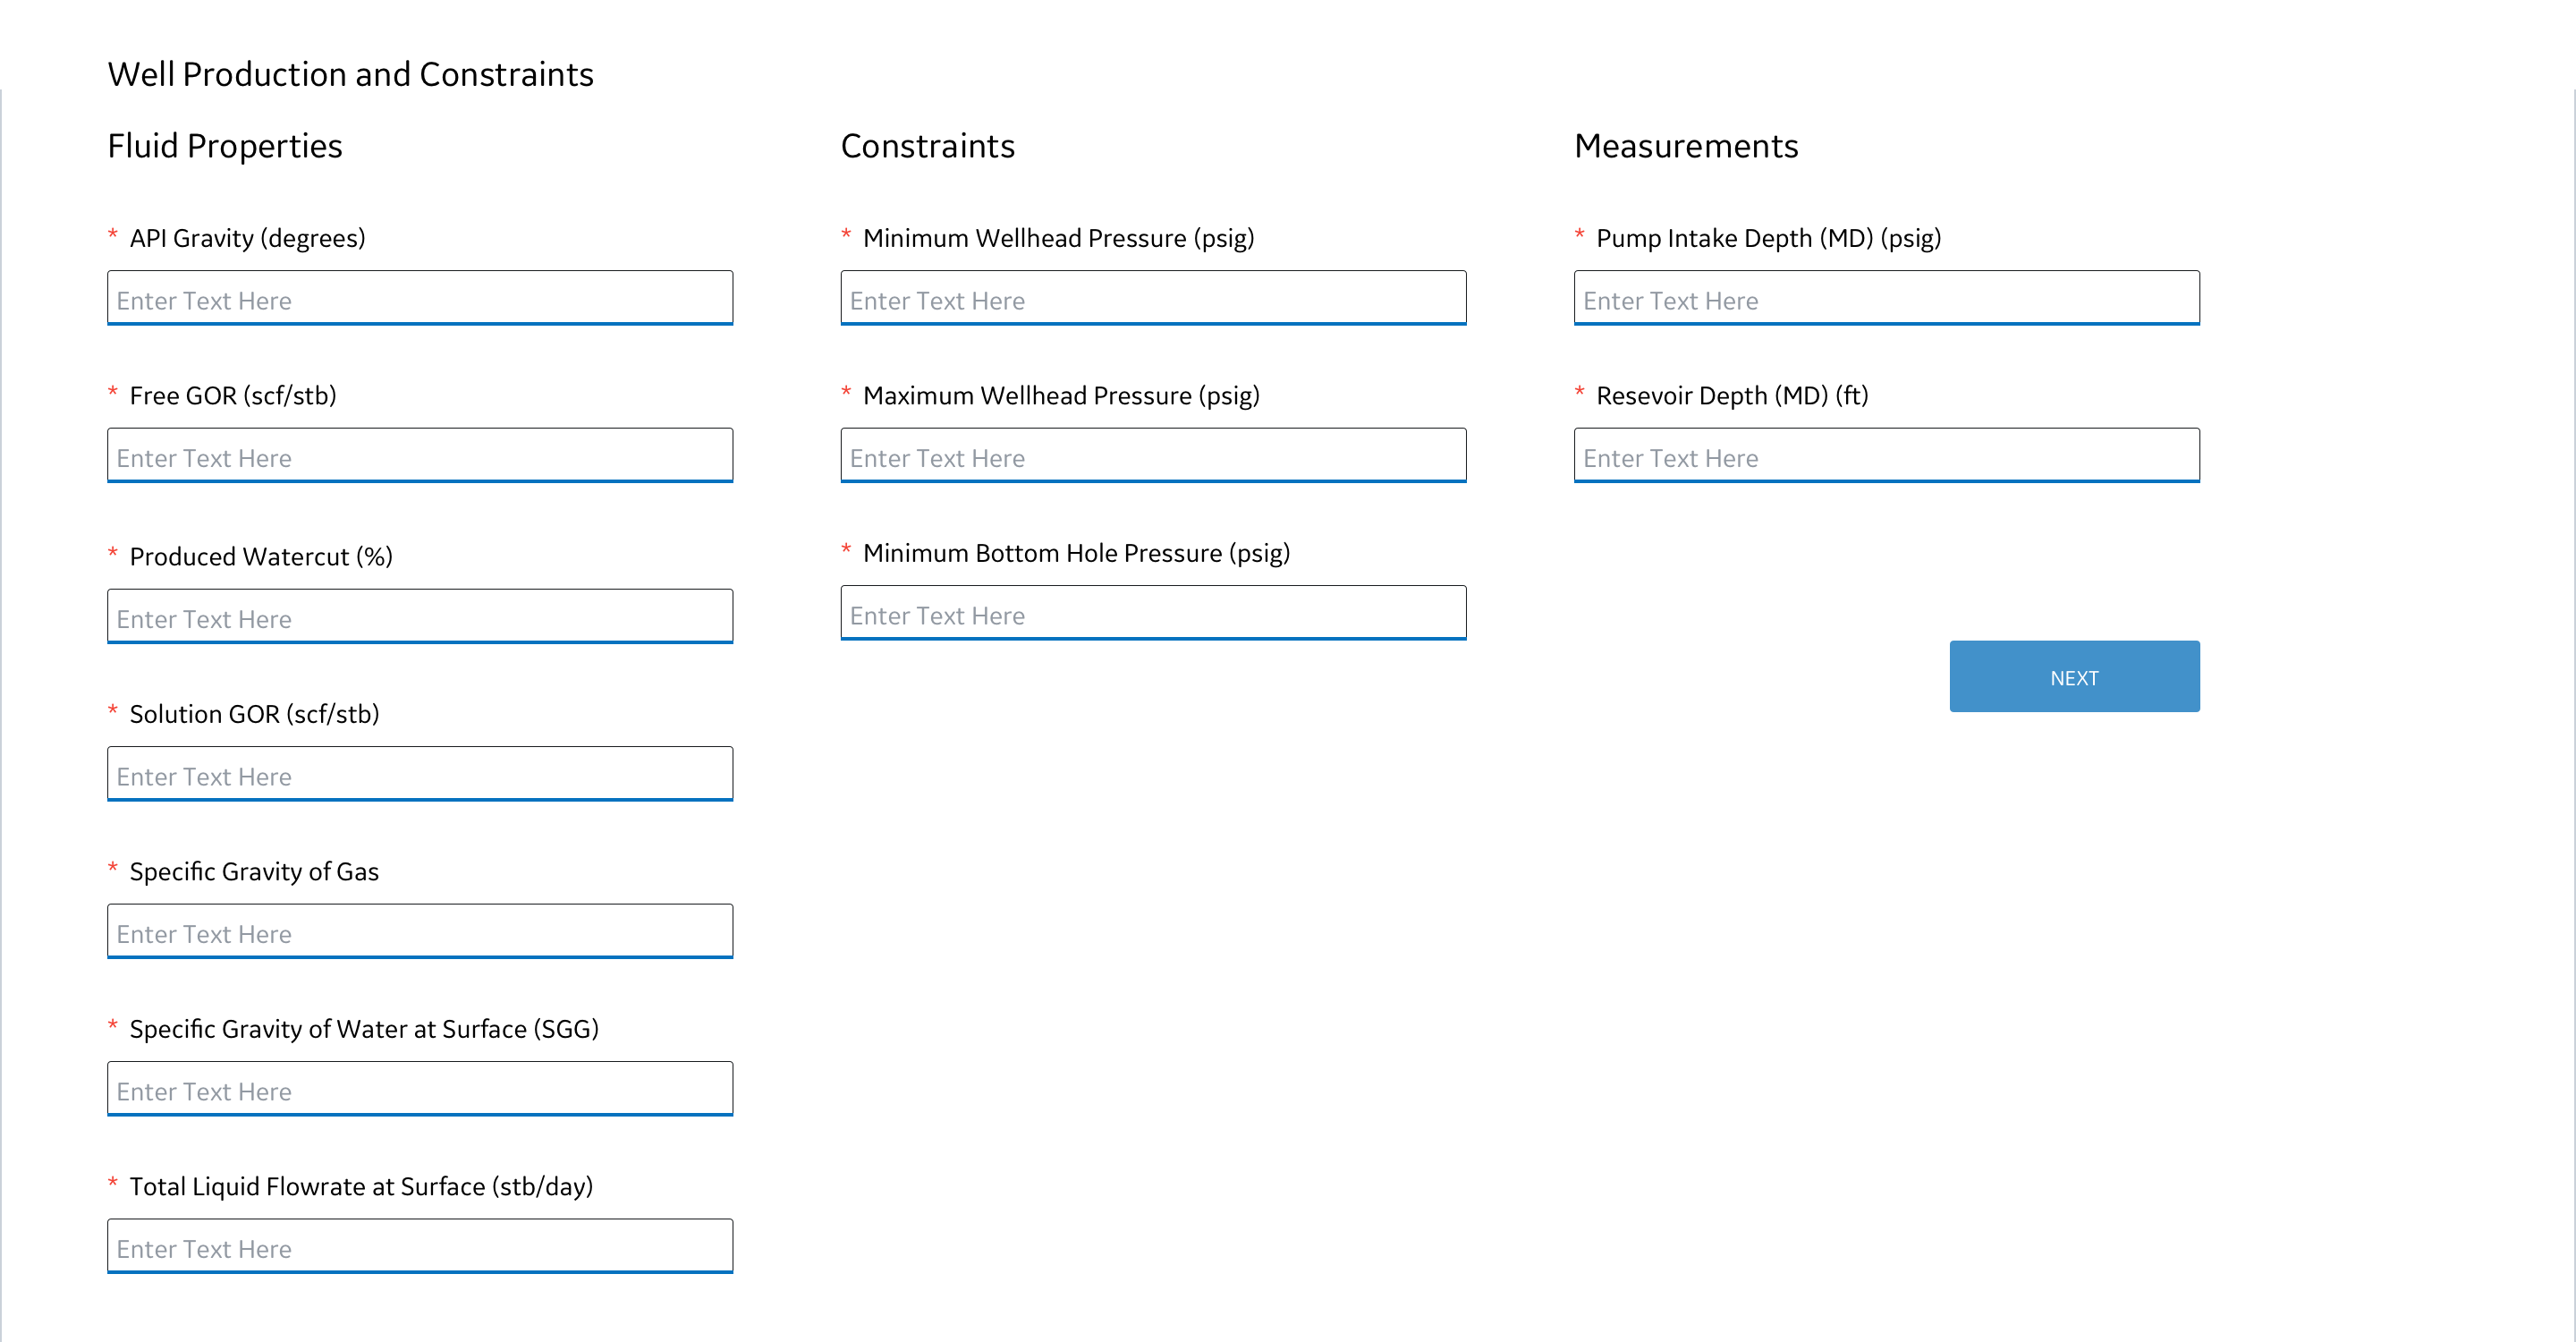 Well Production and Constraints
Fluid Properties
* API Gravity (degrees)
Enter Text Here
* Free GOR (scf/stb)
Enter Text Here
* Produced Watercut (%)
Enter Text Here
* Solution GOR (scf/stb)
Enter Text Here
* Specific Gravity of Gas
Enter Text Here
* Specific Gravity of Water at Surface (SGG)
Enter Text Here
* Total Liquid Flowrate at Surface (stb/day)
Enter Text Here
Constraints
* Minimum Wellhead Pressure (psig)
Enter Text Here
* Maximum Wellhead Pressure (psig)
Enter Text Here
* Minimum Bottom Hole Pressure (psig)
Enter Text Here
Measurements
* Pump Intake Depth (MD) (psig)
Enter Text Here
* Resevoir Depth (MD) (ft)
Enter Text Here
NEXT